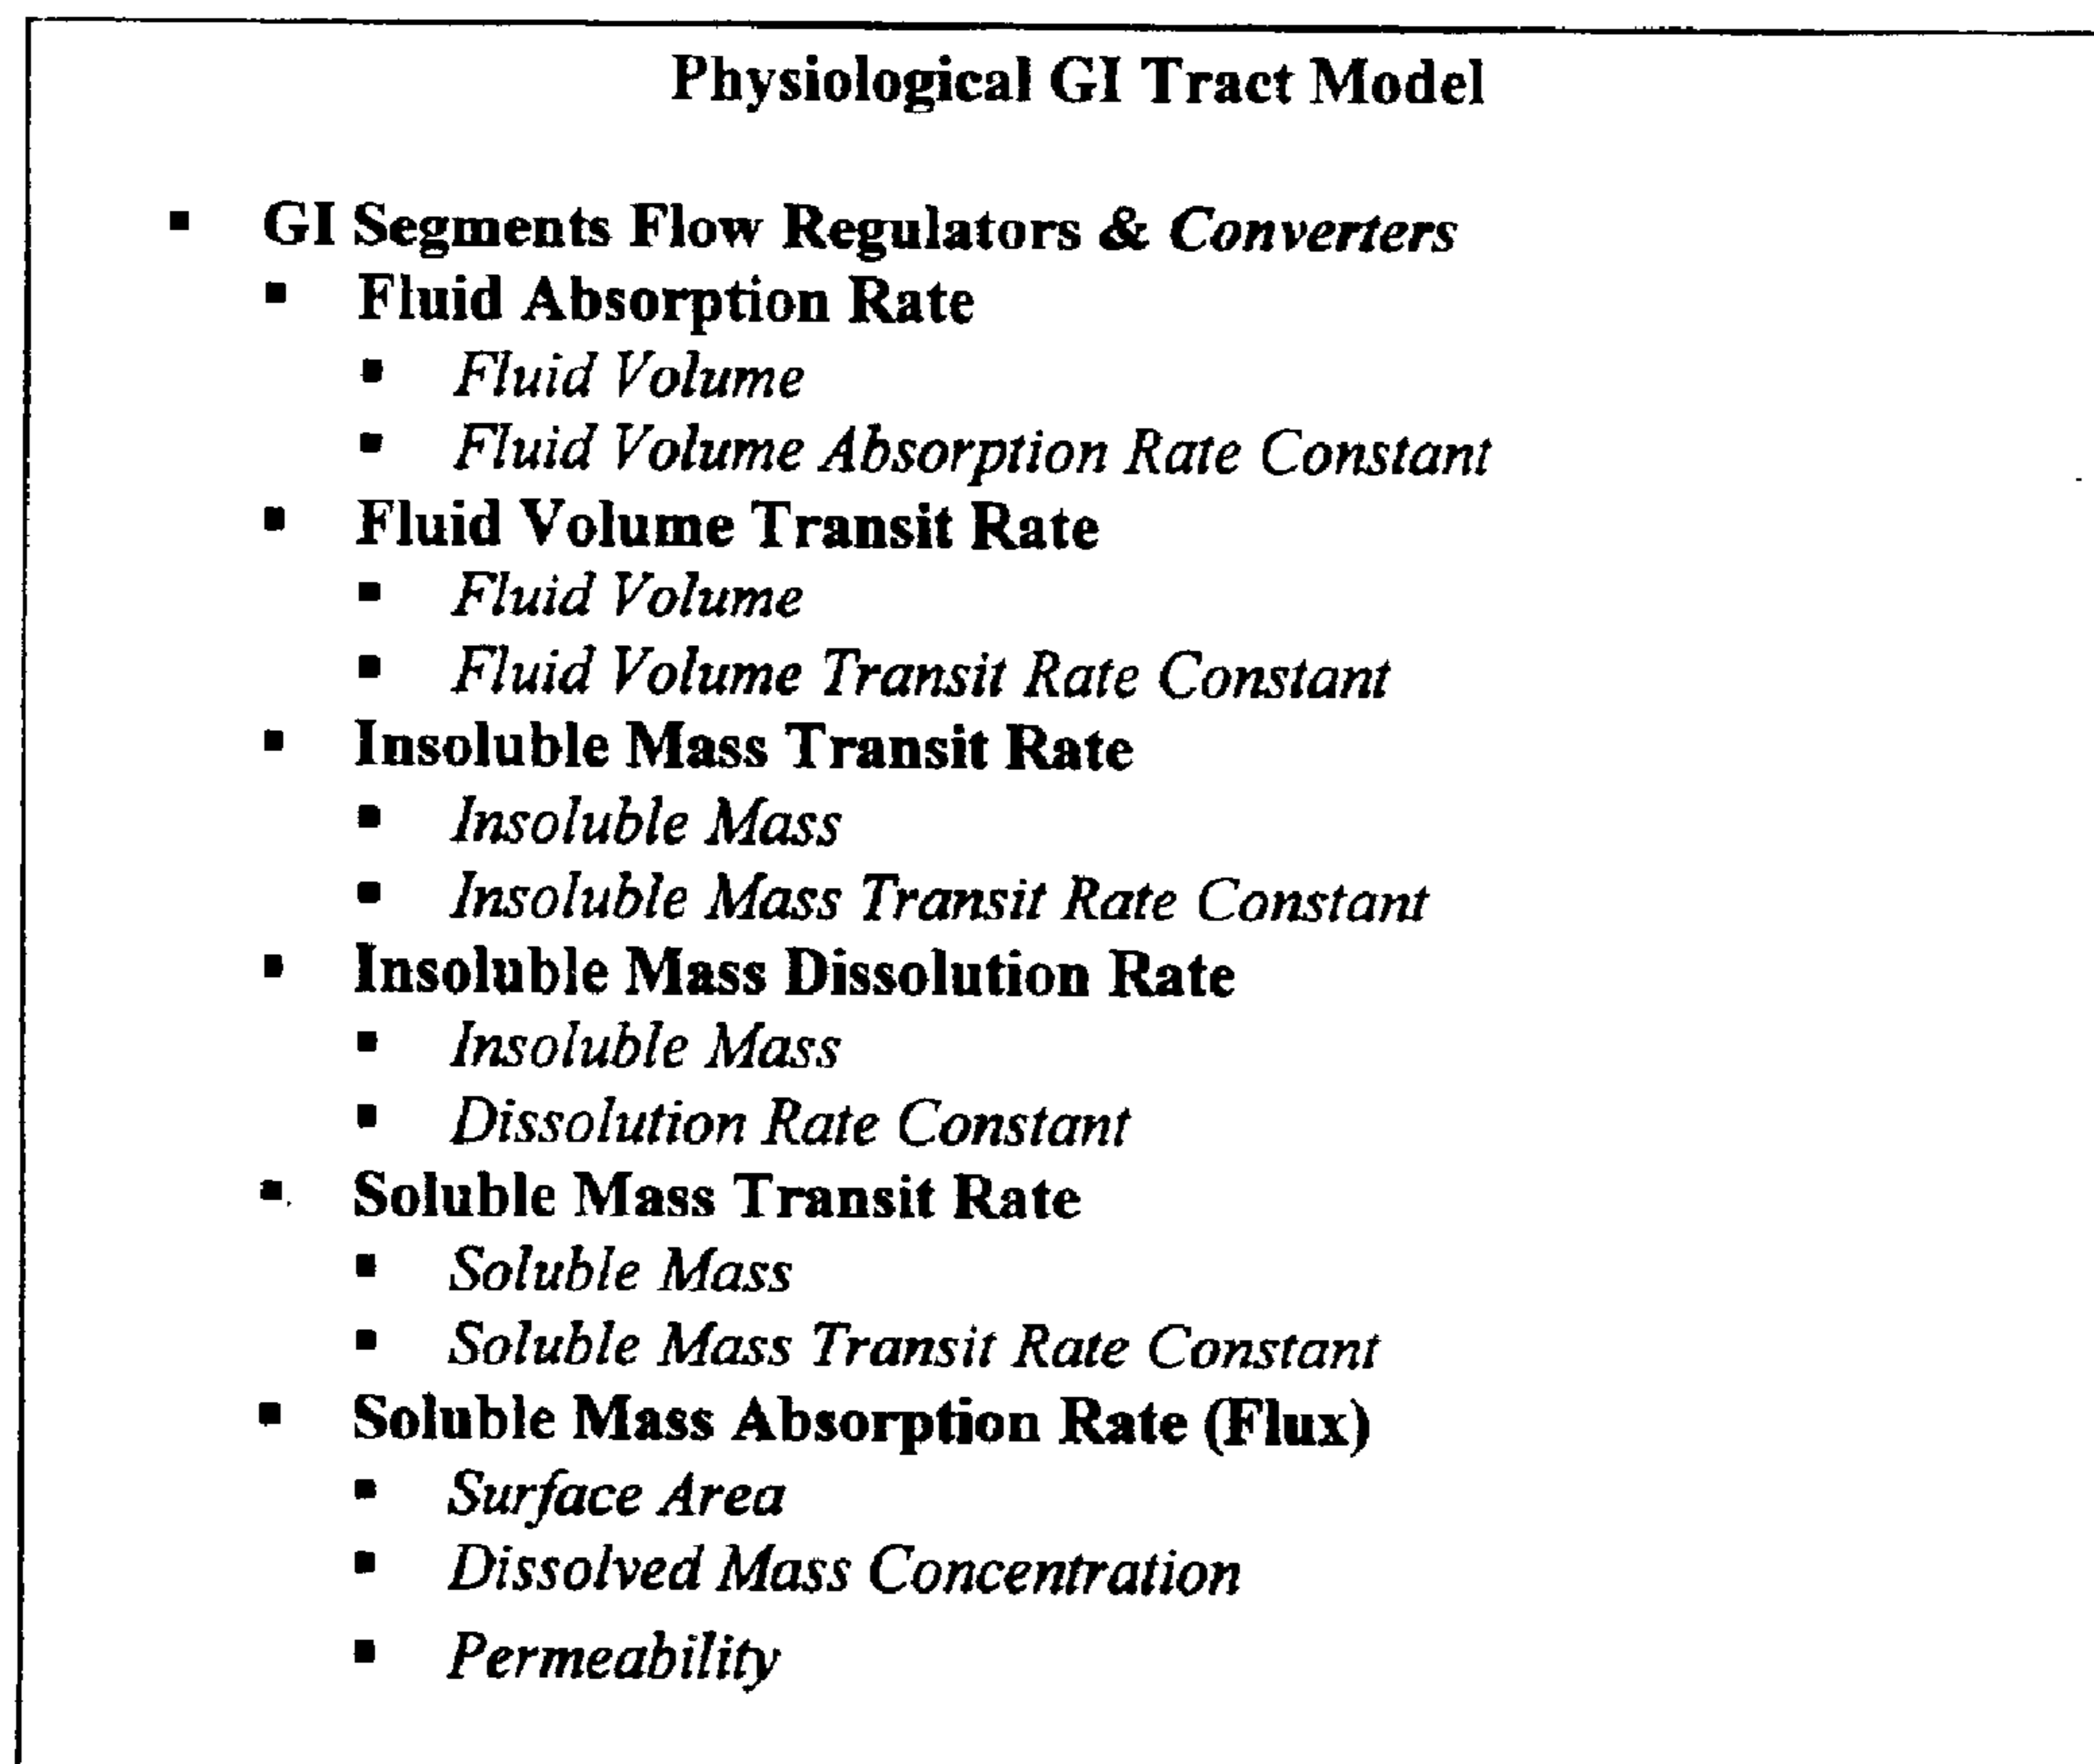 Physiological GI Tract Model
▪ GI Segments Flow Regulators & Converters
▪ Fluid Absorption Rate
▪ Fluid Volume
▪ Fluid Volume Absorption Rate Constant
▪ Fluid Volume Transit Rate
▪ Fluid Volume
▪ Fluid Volume Transit Rate Constant
▪ Insoluble Mass Transit Rate
▪ Insoluble Mass
▪ Insoluble Mass Transit Rate Constant
▪ Insoluble Mass Dissolution Rate
▪ Insoluble Mass
▪ Dissolution Rate Constant
▪ Soluble Mass Transit Rate
▪ Soluble Mass
▪ Soluble Mass Transit Rate Constant
▪ Soluble Mass Absorption Rate (Flux)
▪ Surface Area
▪ Dissolved Mass Concentration
▪ Permeability